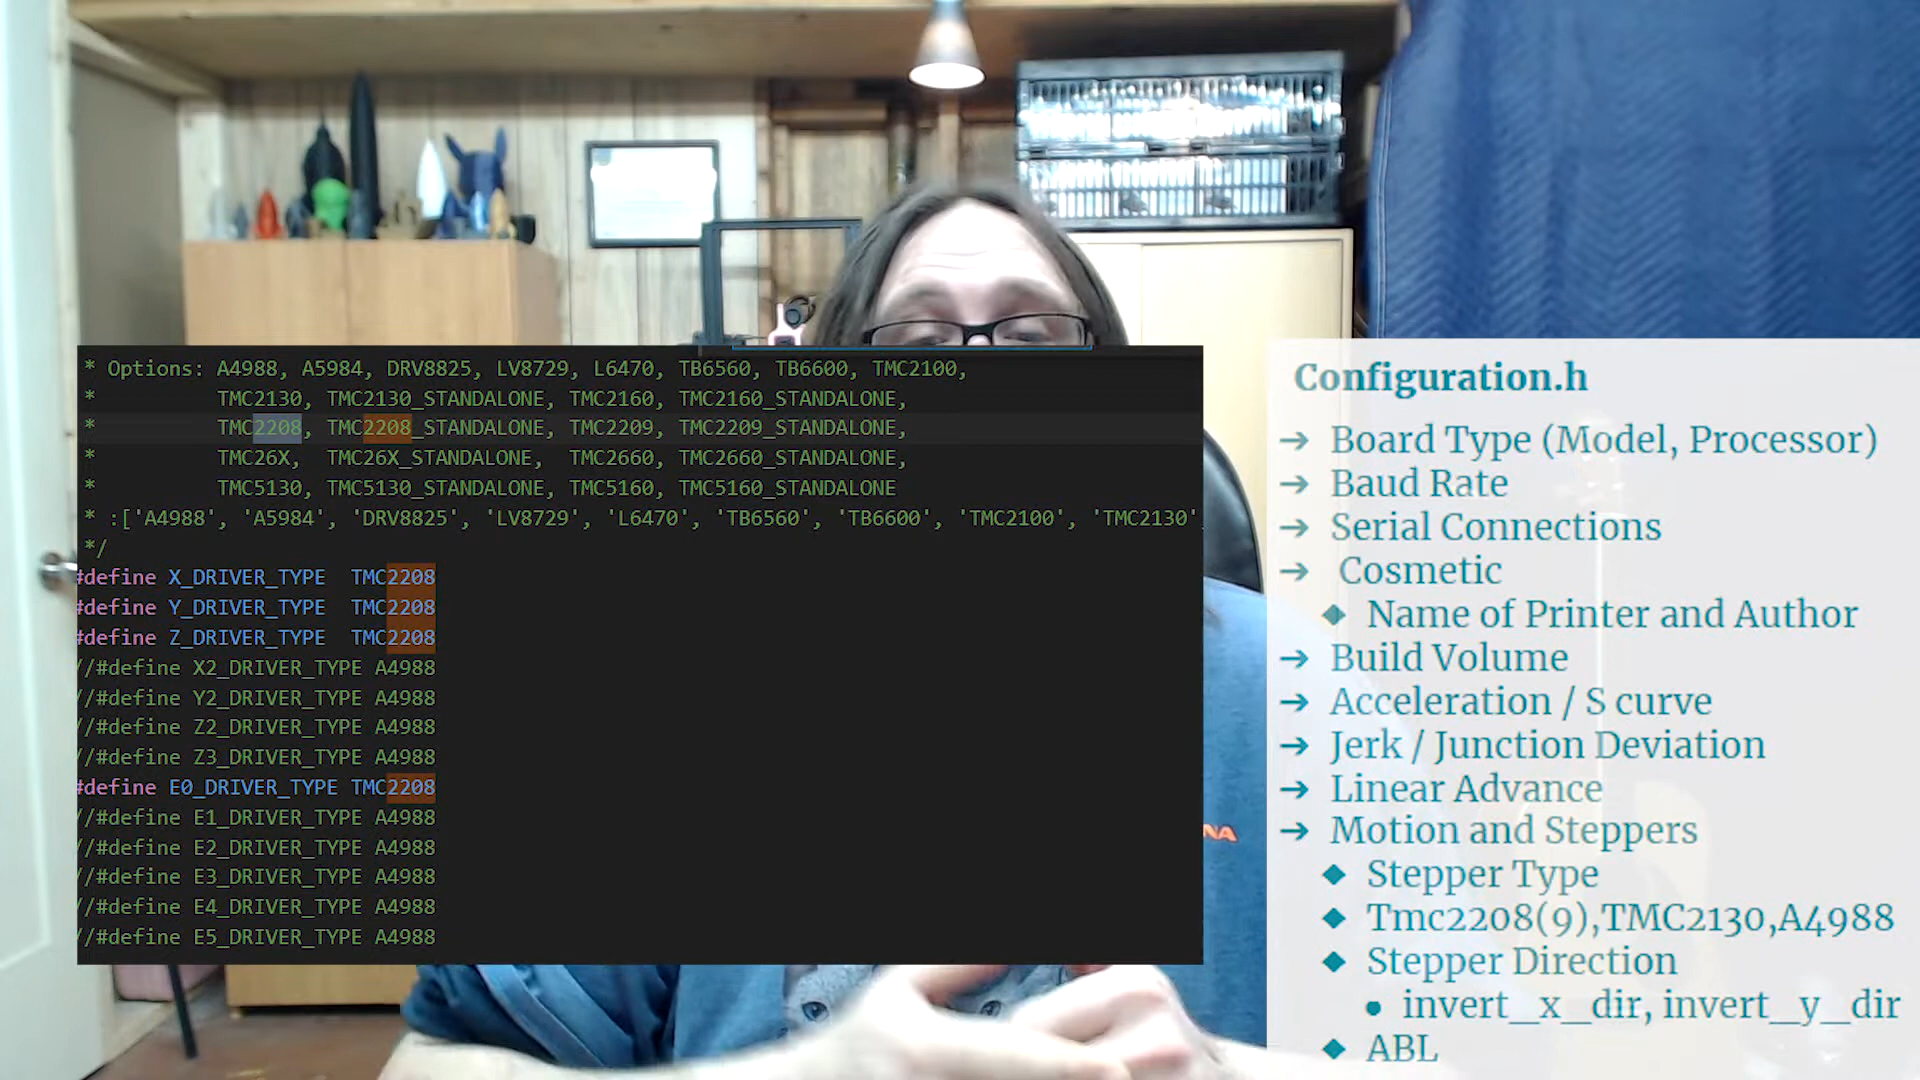 * Options: A4988, A5984, DRV8825, LV8729, L6470, TB6560, TB6600, TMC2100,
* TMC2130, TMC2130_STANDALONE, TMC2160, TMC2160_STANDALONE,
* TMC2208, TMC2208_STANDALONE, TMC2209, TMC2209_STANDALONE,
* TMC26X, TMC26X_STANDALONE, TMC2660, TMC2660_STANDALONE,
* TMC5130, TMC5130_STANDALONE, TMC5160, TMC5160_STANDALONE
* :['A4988', 'A5984', 'DRV8825', 'LV8729', 'L6470', 'TB6560', 'TB6600', 'TMC2100', 'TMC2130',
*/
#define X_DRIVER_TYPE TMC2208
#define Y_DRIVER_TYPE TMC2208
#define Z_DRIVER_TYPE TMC2208
//#define X2_DRIVER_TYPE A4988
//#define Y2_DRIVER_TYPE A4988
//#define Z2_DRIVER_TYPE A4988
//#define Z3_DRIVER_TYPE A4988
#define E0_DRIVER_TYPE TMC2208
//#define E1_DRIVER_TYPE A4988
//#define E2_DRIVER_TYPE A4988
//#define E3_DRIVER_TYPE A4988
//#define E4_DRIVER_TYPE A4988
//#define E5_DRIVER_TYPE A4988
Configuration.h
→ Board Type (Model, Processor)
→ Baud Rate
→ Serial Connections
→ Cosmetic
◆ Name of Printer and Author
→ Build Volume
→ Acceleration / S curve
→ Jerk / Junction Deviation
→ Linear Advance
→ Motion and Steppers
◆ Stepper Type
◆ Tmc2208(9),TMC2130,A4988
◆ Stepper Direction
● invert_x_dir, invert_y_dir
◆ ABL